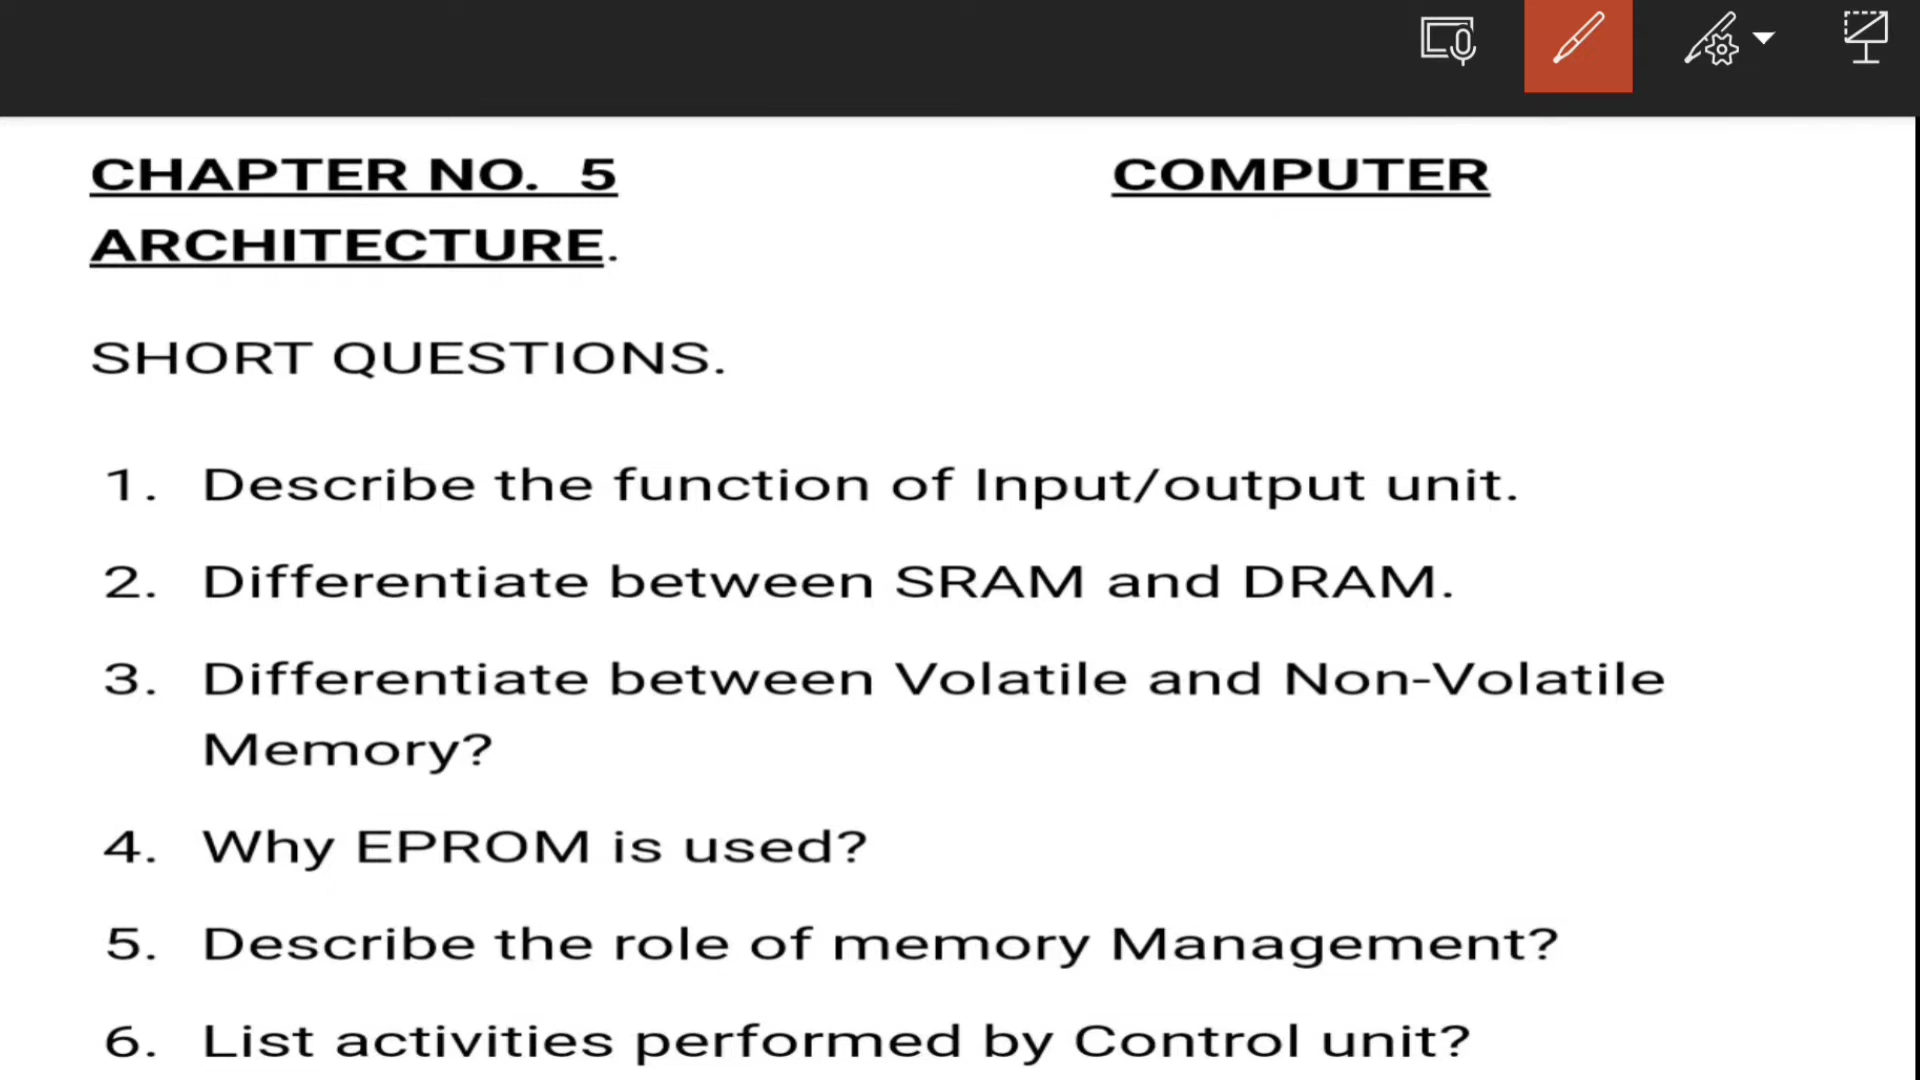 CHAPTER NO. 5 COMPUTER
ARCHITECTURE.
SHORT QUESTIONS.
1. Describe the function of Input/output unit.
2. Differentiate between SRAM and DRAM.
3. Differentiate between Volatile and Non-Volatile
Memory?
4. Why EPROM is used?
5. Describe the role of memory Management?
6. List activities performed by Control unit?